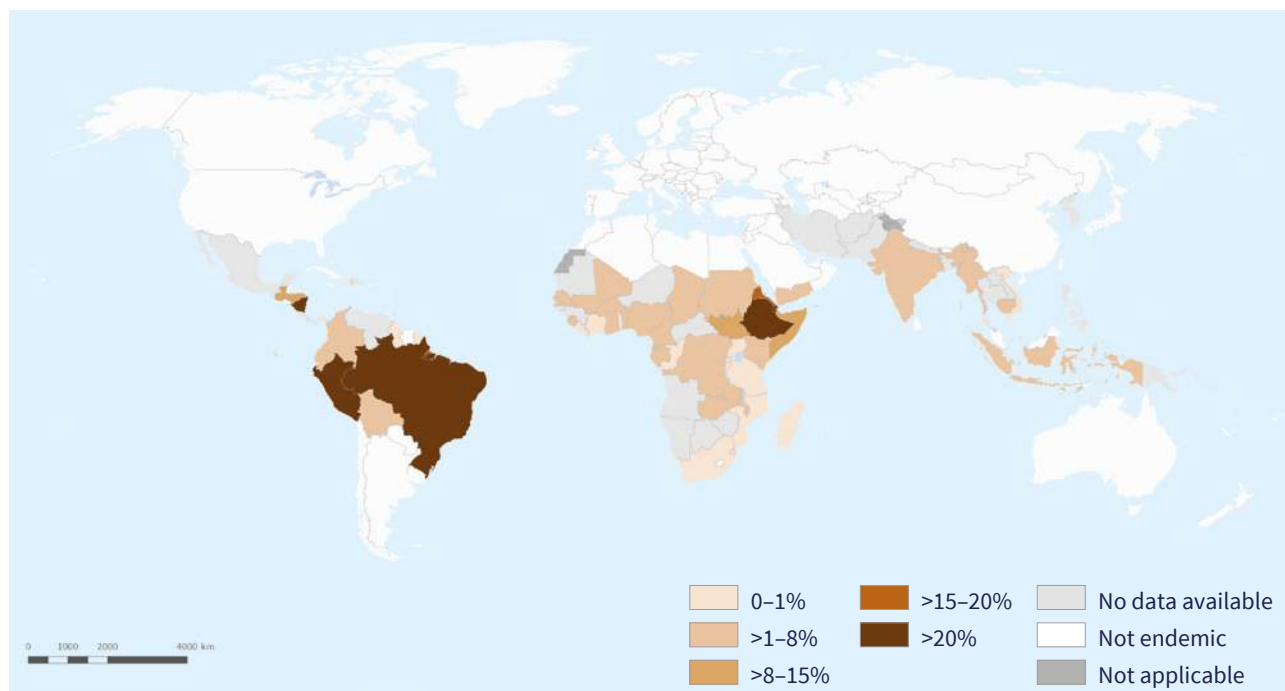 0–1%
>1–8%
>8–15%
>15–20%
>20%
No data available
Not endemic
Not applicable
0 1000 2000 4000 km